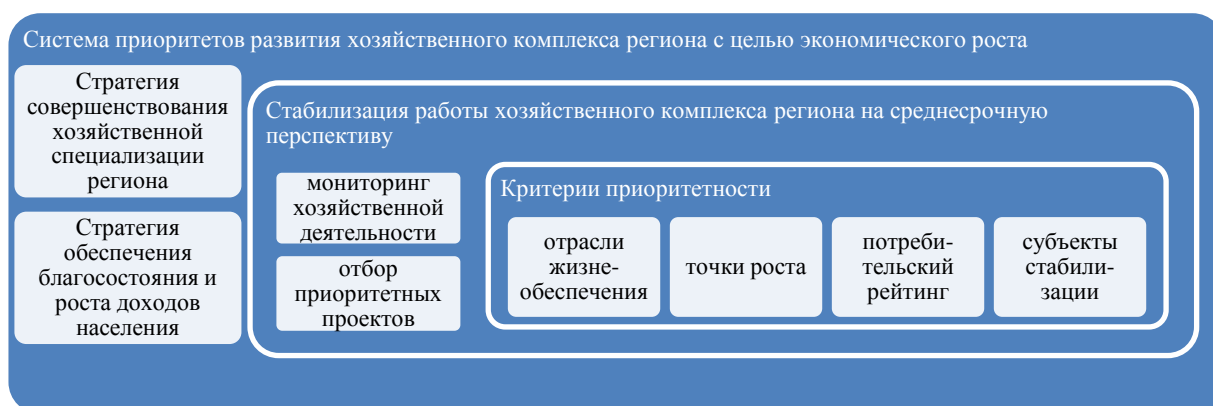 Система приоритетов развития хозяйственного комплекса региона с целью экономического роста
Стратегия
совершенствования
хозяйственной
специализации
региона
Стратегия
обеспечения
благосостояния и
роста доходов
населения
Стабилизация работы хозяйственного комплекса региона на среднесрочную
перспективу
мониторинг
хозяйственной
деятельности
отбор
приоритетных
проектов
Критерии приоритетности
отрасли
жизне-
обеспечения
точки роста
потреби-
тельский
рейтинг
субъекты
стабили-
зации